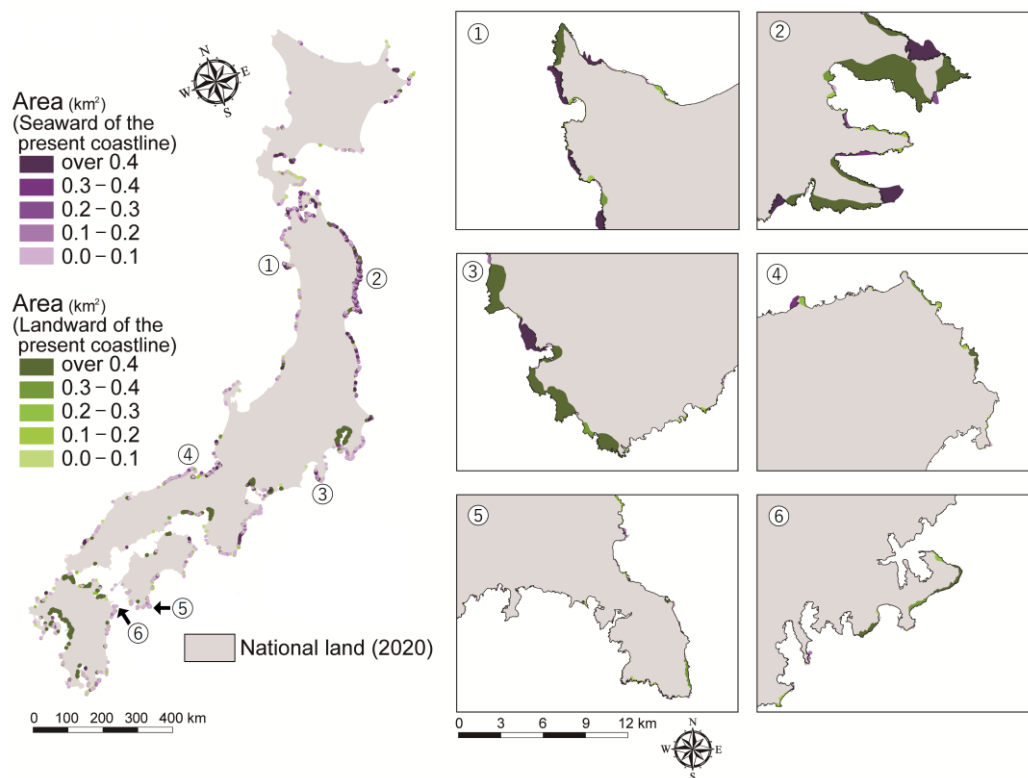 N
W
E
S
Area (km²)
(Seaward of the
present coastline)
over 0.4
0.3 – 0.4
0.2 – 0.3
0.1 – 0.2
0.0 – 0.1
Area (km²)
(Landward of the
present coastline)
over 0.4
0.3 – 0.4
0.2 – 0.3
0.1 – 0.2
0.0 – 0.1
①
②
③
④
⑤
⑥
National land (2020)
0 100 200 300 400 km
①
②
③
④
⑤
⑥
0 3 6 9 12 km
N
W
E
S